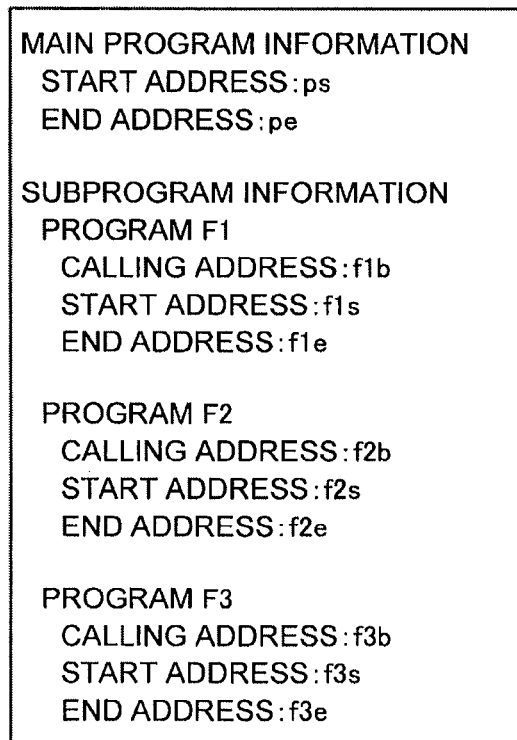 MAIN PROGRAM INFORMATION
START ADDRESS:ps
END ADDRESS:pe
SUBPROGRAM INFORMATION
PROGRAM F1
CALLING ADDRESS:f1b
START ADDRESS:f1s
END ADDRESS:f1e
PROGRAM F2
CALLING ADDRESS:f2b
START ADDRESS:f2s
END ADDRESS:f2e
PROGRAM F3
CALLING ADDRESS:f3b
START ADDRESS:f3s
END ADDRESS:f3e